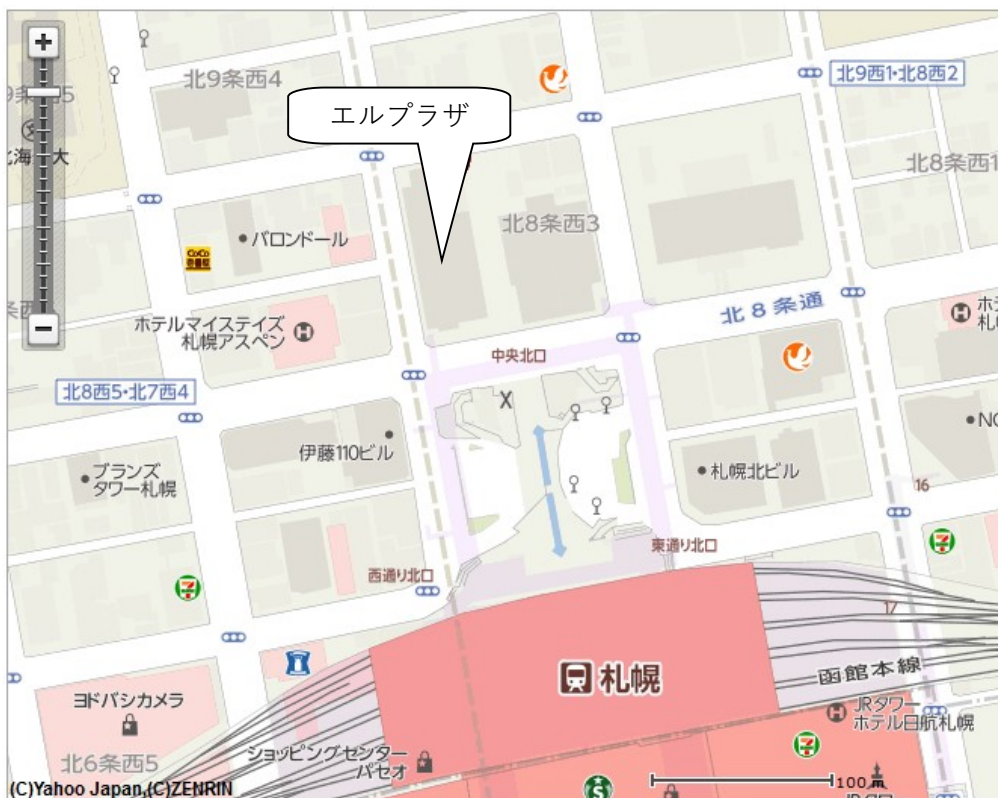 北9条西4
北9西1・北8西2
エルプラザ
北8条西1
北8条西3
バロンドール
CoCo
壱番屋
北8条通
ホテルマイステイズ
札幌アスペン
中央北口
北8西5・北7西4
伊藤110ビル
ブランズ
タワー札幌
札幌北ビル
16
東通り北口
西通り北口
17
札幌
函館本線
ヨドバシカメラ
JRタワー
ホテル日航札幌
北6条西5
ショッピングセンター
パセオ
100 m
(C)Yahoo Japan,(C)ZENRIN